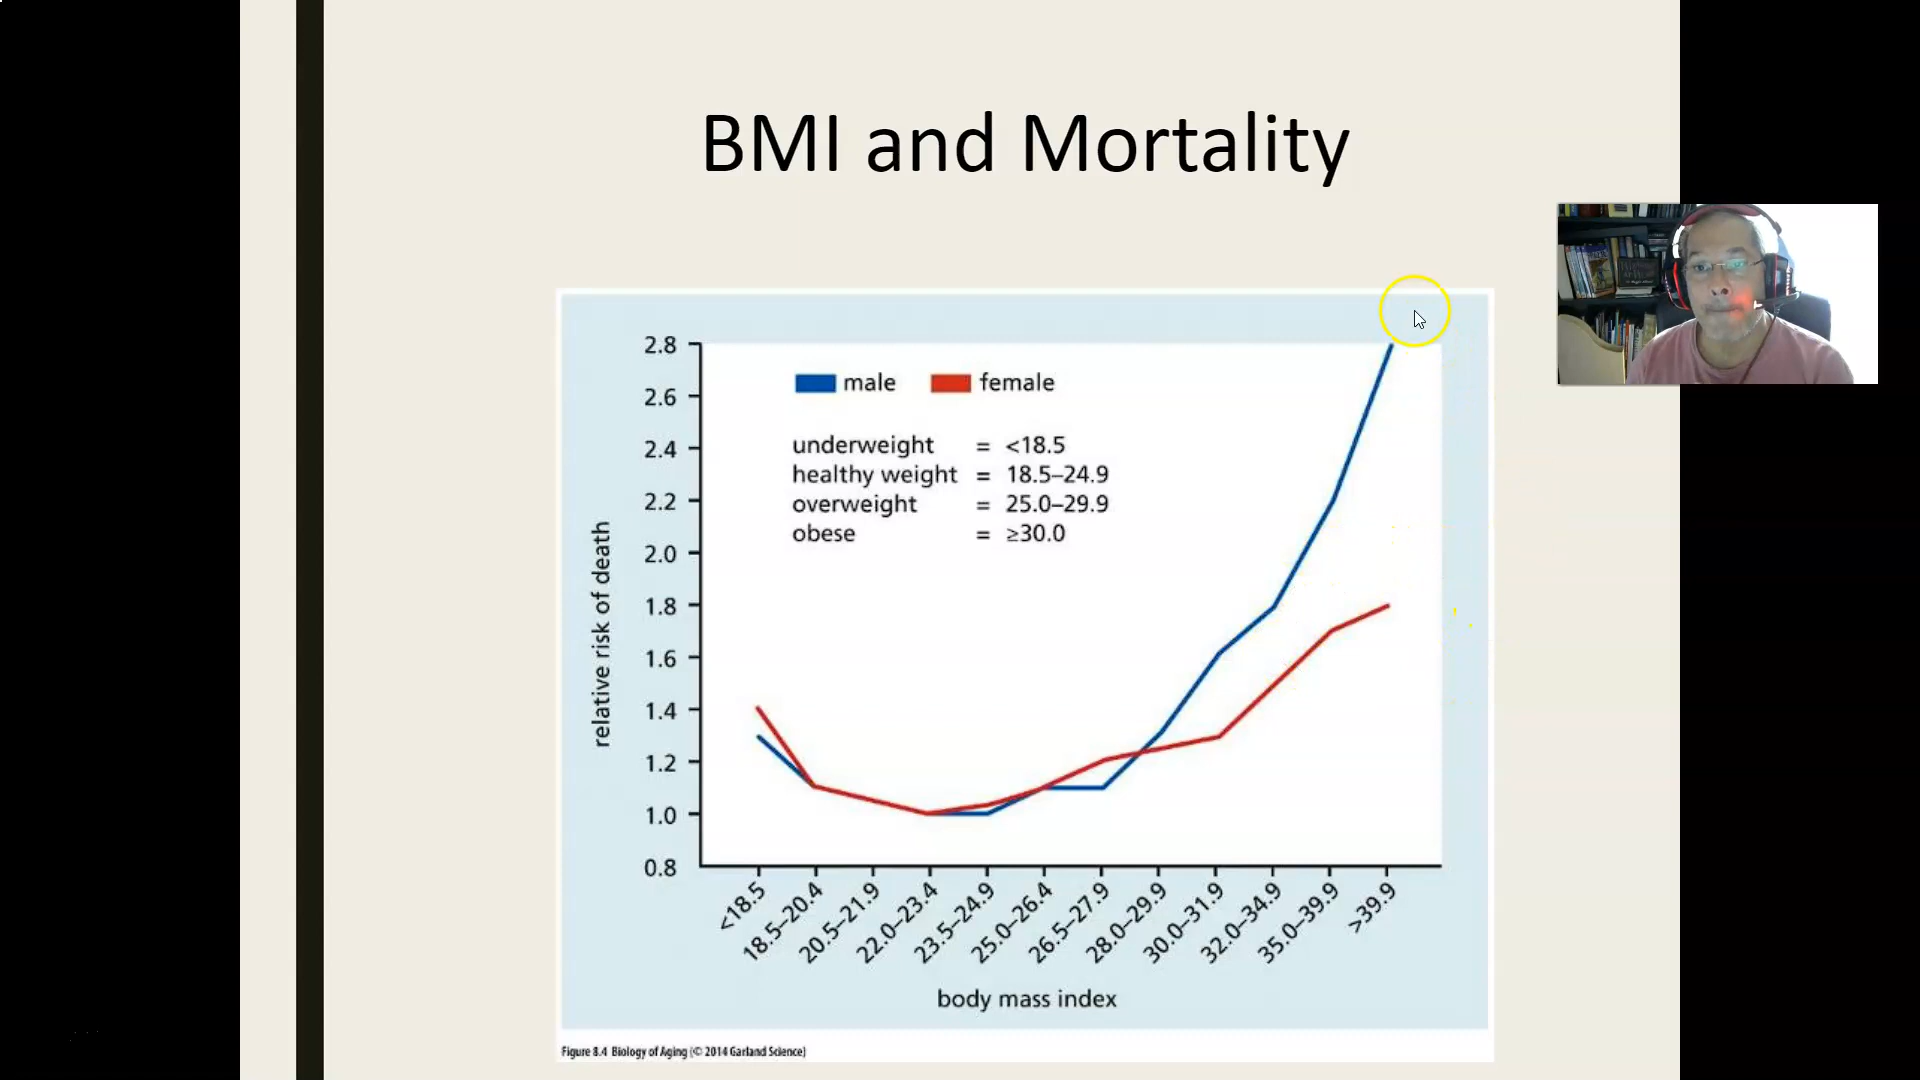 BMI and Mortality
2.8
2.6
2.4
2.2
2.0
1.8
1.6
1.4
1.2
1.0
0.8
relative risk of death
male female
underweight = <18.5
healthy weight = 18.5–24.9
overweight = 25.0–29.9
obese = ≥30.0
<18.5
18.5–20.4
20.5–21.9
22.0–23.4
23.5–24.9
25.0–26.4
26.5–27.9
28.0–29.9
30.0–31.9
32.0–34.9
35.0–39.9
>39.9
body mass index
Figure 8.4 Biology of Aging (© 2014 Garland Science)